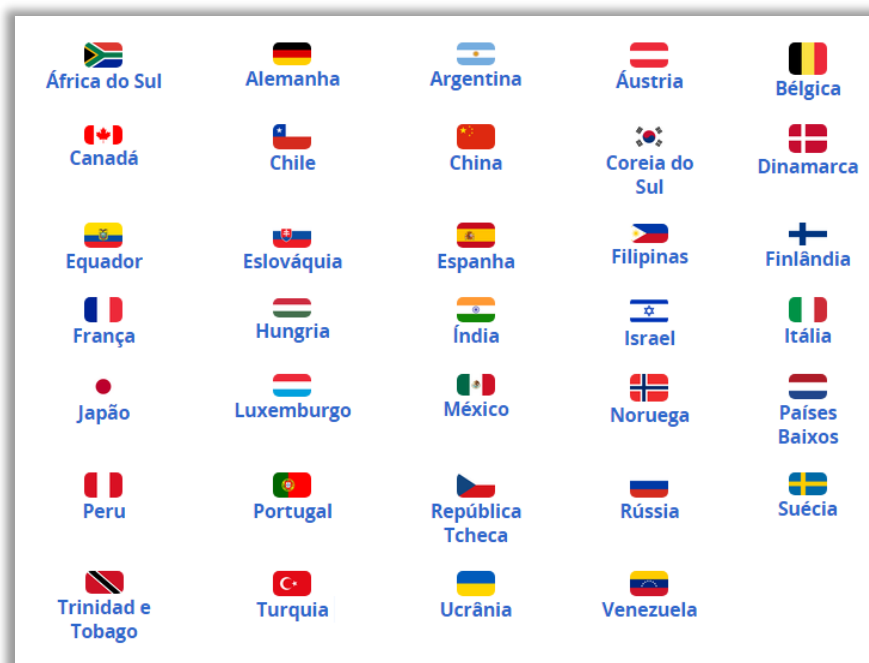 África do Sul
Alemanha
Argentina
Áustria
Bélgica
Canadá
Chile
China
Coreia do
Sul
Dinamarca
Equador
Eslováquia
Espanha
Filipinas
Finlândia
França
Hungria
Índia
Israel
Itália
Japão
Luxemburgo
México
Noruega
Países
Baixos
Peru
Portugal
República
Tcheca
Rússia
Suécia
Trinidad e
Tobago
Turquia
Ucrânia
Venezuela